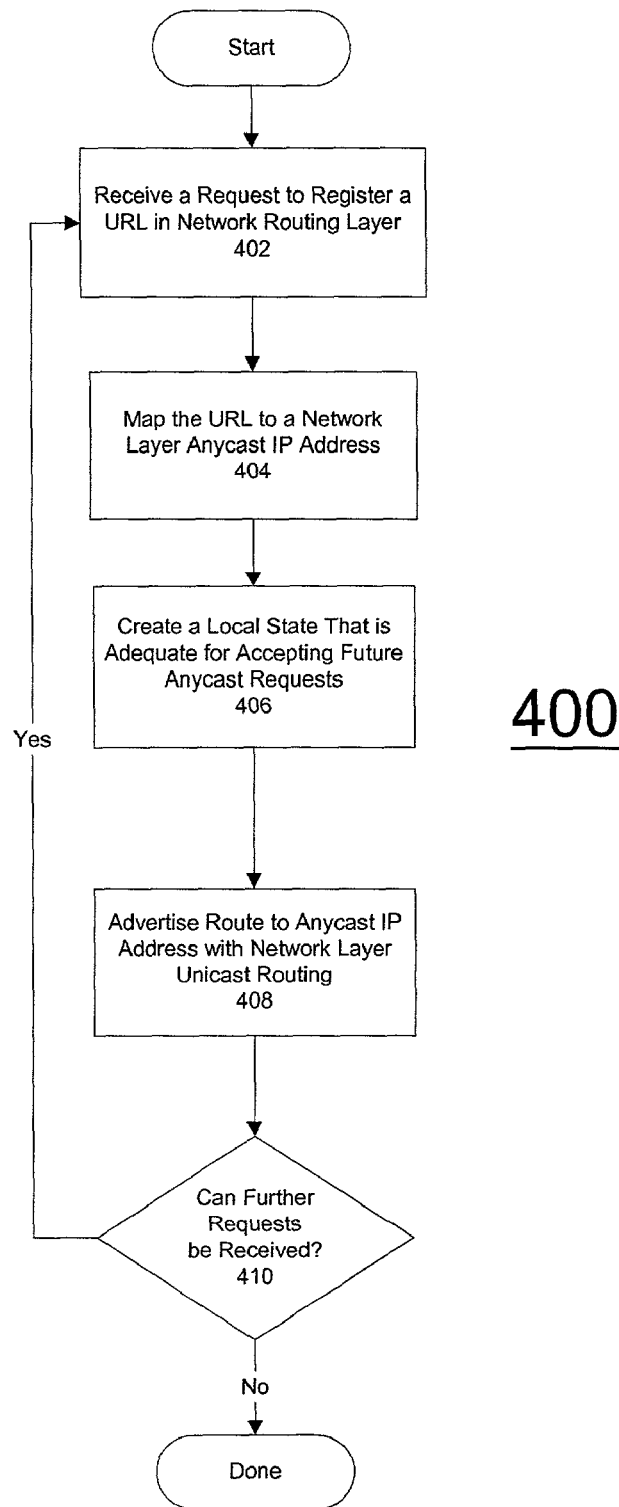 Start
Receive a Request to Register a
URL in Network Routing Layer
402
Map the URL to a Network
Layer Anycast IP Address
404
Create a Local State That is
Adequate for Accepting Future
Anycast Requests
406
400
Yes
Advertise Route to Anycast IP
Address with Network Layer
Unicast Routing
408
Can Further
Requests
be Received?
410
No
Done